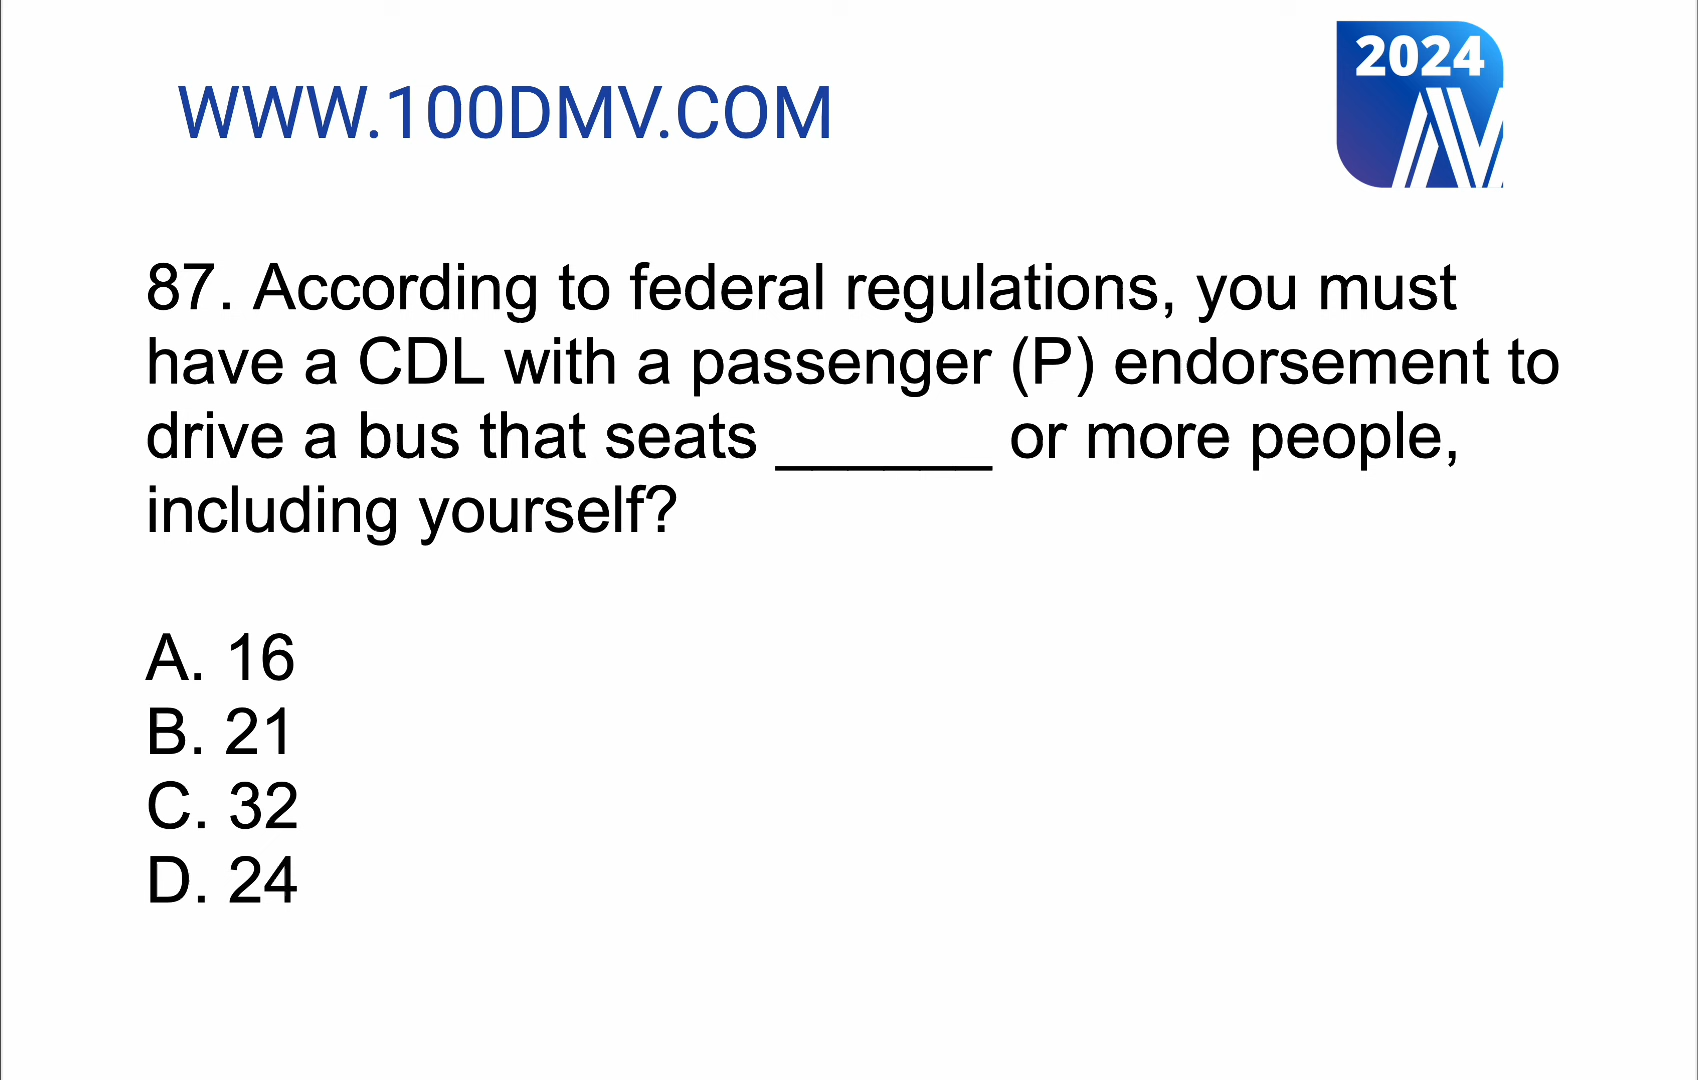 WWW.100DMV.COM
2024
87. According to federal regulations, you must
have a CDL with a passenger (P) endorsement to
drive a bus that seats ______ or more people,
including yourself?
A. 16
B. 21
C. 32
D. 24